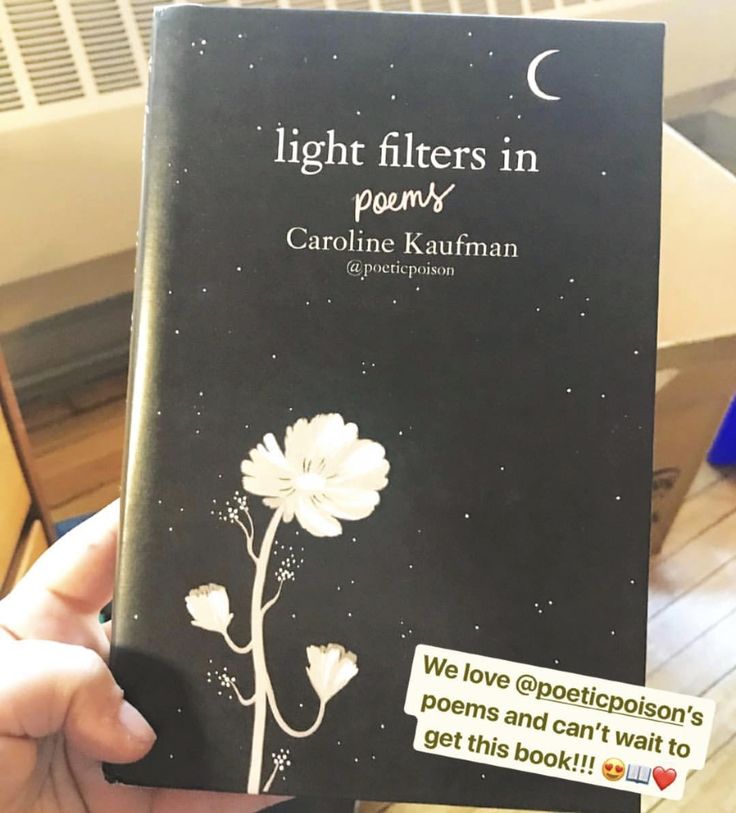 light filters in
poems
Caroline Kaufman
@poeticpoison
We love @poeticpoison's
poems and can't wait to
get this book!!! 😍📖❤️